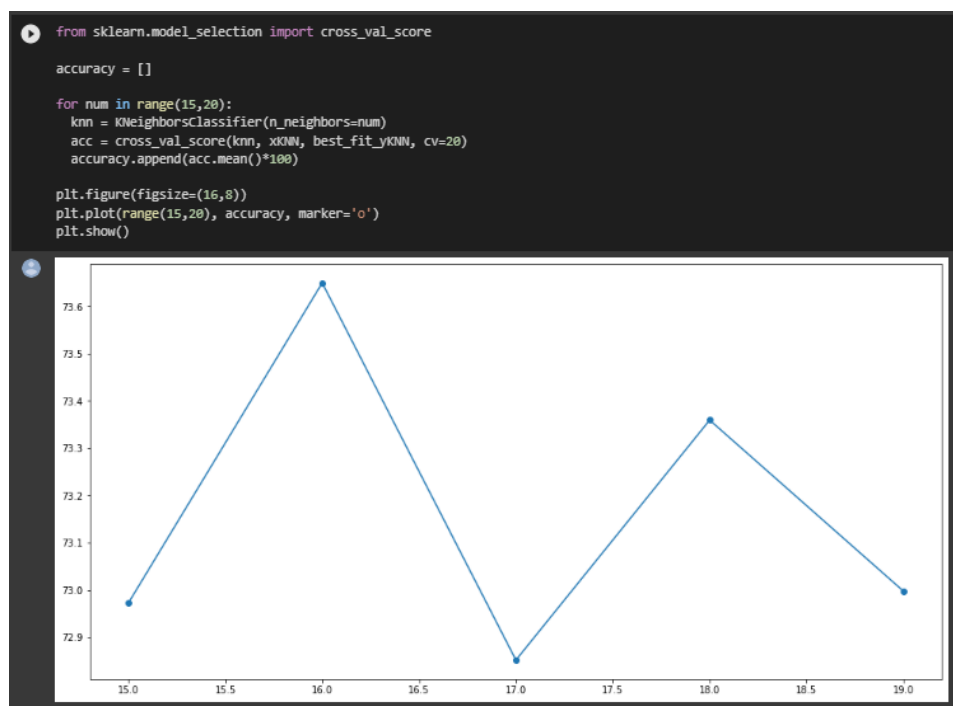 from sklearn.model_selection import cross_val_score
accuracy = []
for num in range(15,20):
  knn = KNeighborsClassifier(n_neighbors=num)
  acc = cross_val_score(knn, xKNN, best_fit_yKNN, cv=20)
  accuracy.append(acc.mean()*100)
plt.figure(figsize=(16,8))
plt.plot(range(15,20), accuracy, marker='o')
plt.show()
73.6
73.5
73.4
73.3
73.2
73.1
73.0
72.9
15.0 15.5 16.0 16.5 17.0 17.5 18.0 18.5 19.0